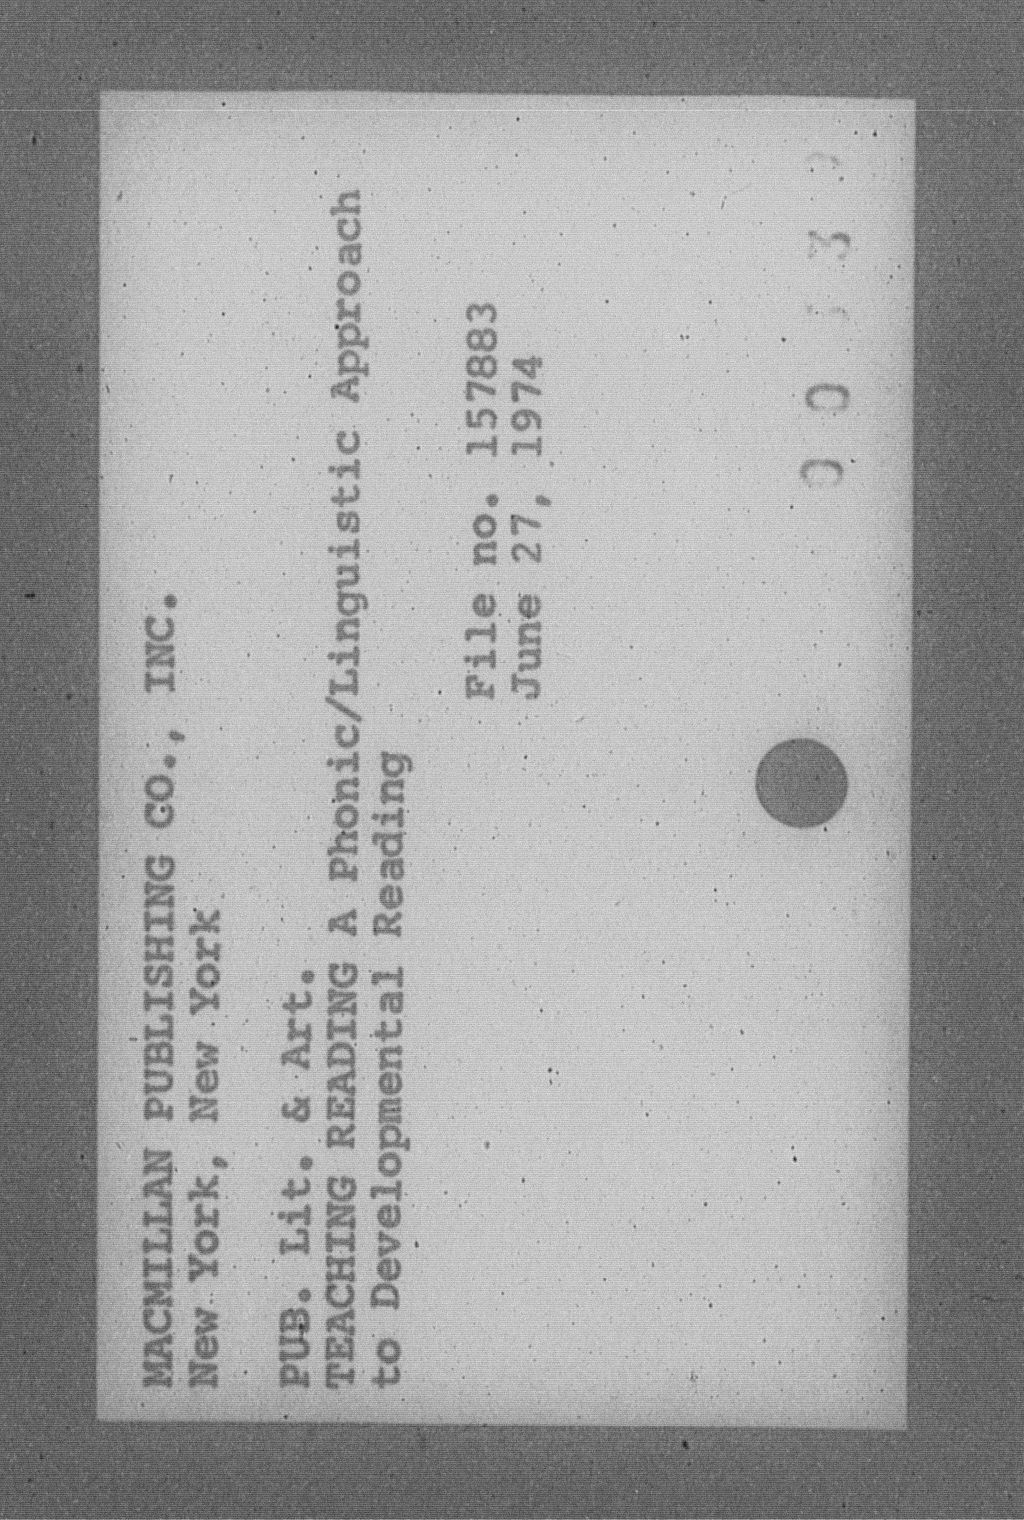 MACMILLAN PUBLISHING CO., INC.
New York, New York
PUB. Lit. & Art.
TEACHING READING A Phonic/Linguistic Approach
to Developmental Reading
File no. 157883
June 27, 1974